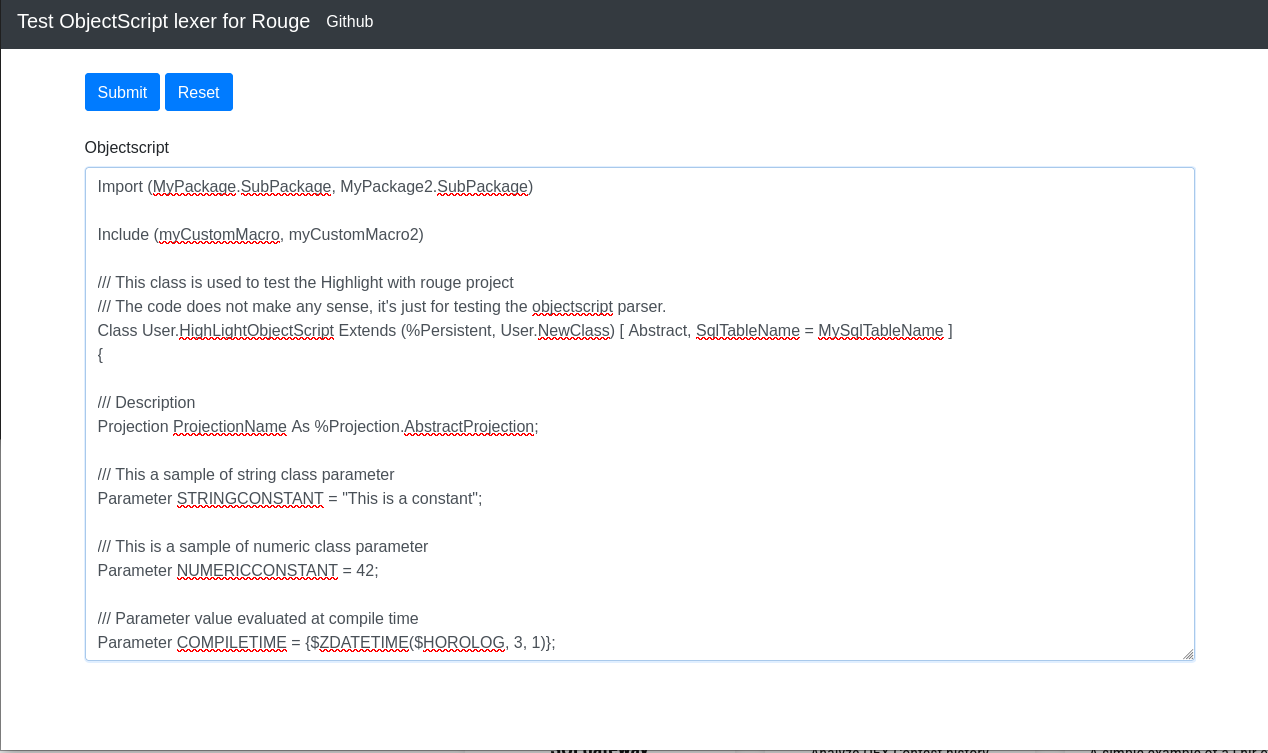 Test ObjectScript lexer for Rouge Github
Submit Reset
Objectscript
Import (MyPackage.SubPackage, MyPackage2.SubPackage)
Include (myCustomMacro, myCustomMacro2)
/// This class is used to test the Highlight with rouge project
/// The code does not make any sense, it's just for testing the objectscript parser.
Class User.HighLightObjectScript Extends (%Persistent, User.NewClass) [ Abstract, SqlTableName = MySqlTableName ]
{
/// Description
Projection ProjectionName As %Projection.AbstractProjection;
/// This a sample of string class parameter
Parameter STRINGCONSTANT = "This is a constant";
/// This is a sample of numeric class parameter
Parameter NUMERICCONSTANT = 42;
/// Parameter value evaluated at compile time
Parameter COMPILETIME = {$ZDATETIME($HOROLOG, 3, 1)};